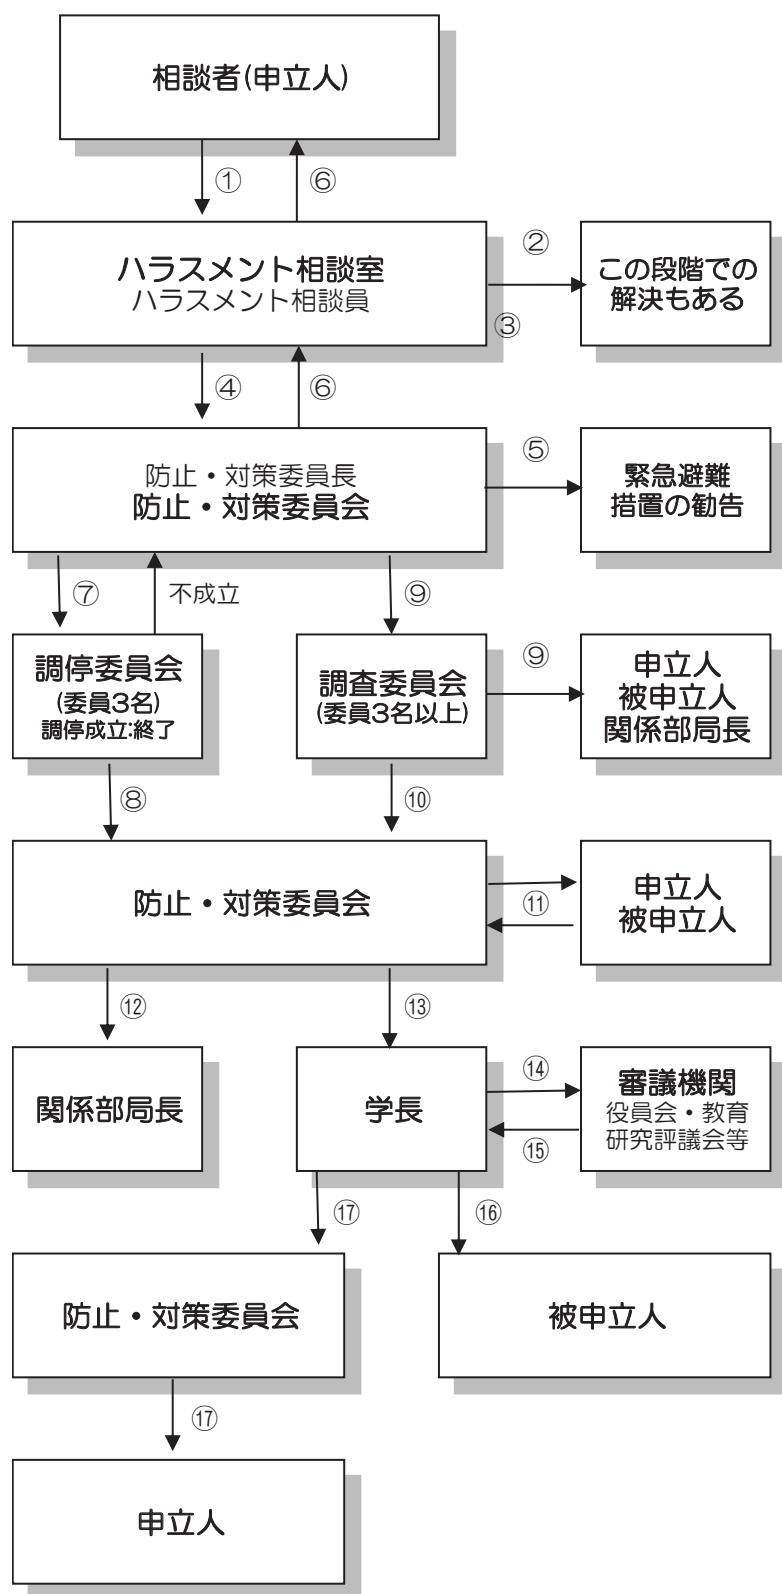 相談者(申立人)
①
⑥
ハラスメント相談室
ハラスメント相談員
②
この段階での
解決もある
③
④
⑥
防止・対策委員長
防止・対策委員会
⑤
緊急避難
措置の勧告
⑦
不成立
⑨
調停委員会
(委員3名)
調停成立:終了
調査委員会
(委員3名以上)
⑨
申立人
被申立人
関係部局長
⑧
⑩
防止・対策委員会
⑪
申立人
被申立人
⑫
⑬
関係部局長
学長
⑭
⑮
審議機関
役員会・教育
研究評議会等
⑰
⑯
防止・対策委員会
被申立人
⑰
申立人